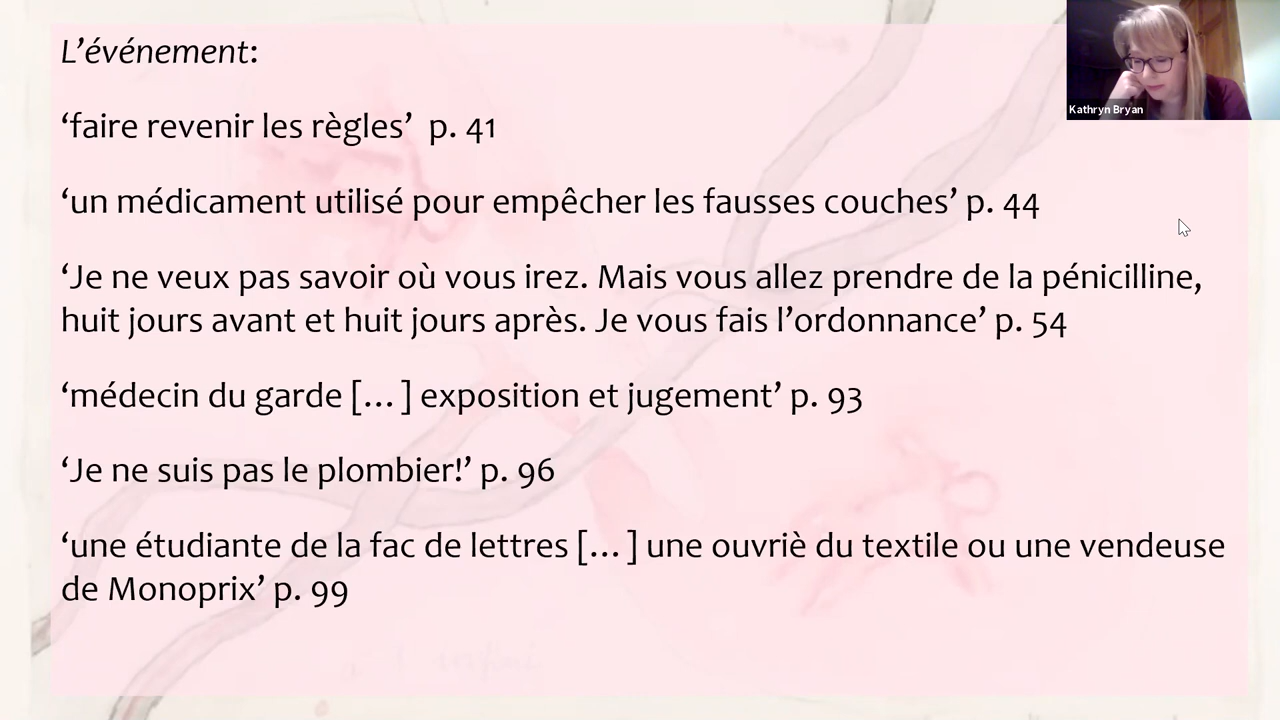 L’événement:
‘faire revenir les règles’ p. 41
‘un médicament utilisé pour empêcher les fausses couches’ p. 44
‘Je ne veux pas savoir où vous irez. Mais vous allez prendre de la pénicilline,
huit jours avant et huit jours après. Je vous fais l’ordonnance’ p. 54
‘médecin du garde […] exposition et jugement’ p. 93
‘Je ne suis pas le plombier!’ p. 96
‘une étudiante de la fac de lettres […] une ouvriè du textile ou une vendeuse
de Monoprix’ p. 99
Kathryn Bryan